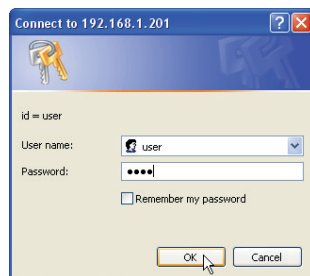 Connect to 192.168.1.201
id = user
User name:
user
Password:
••••
Remember my password
OK
Cancel